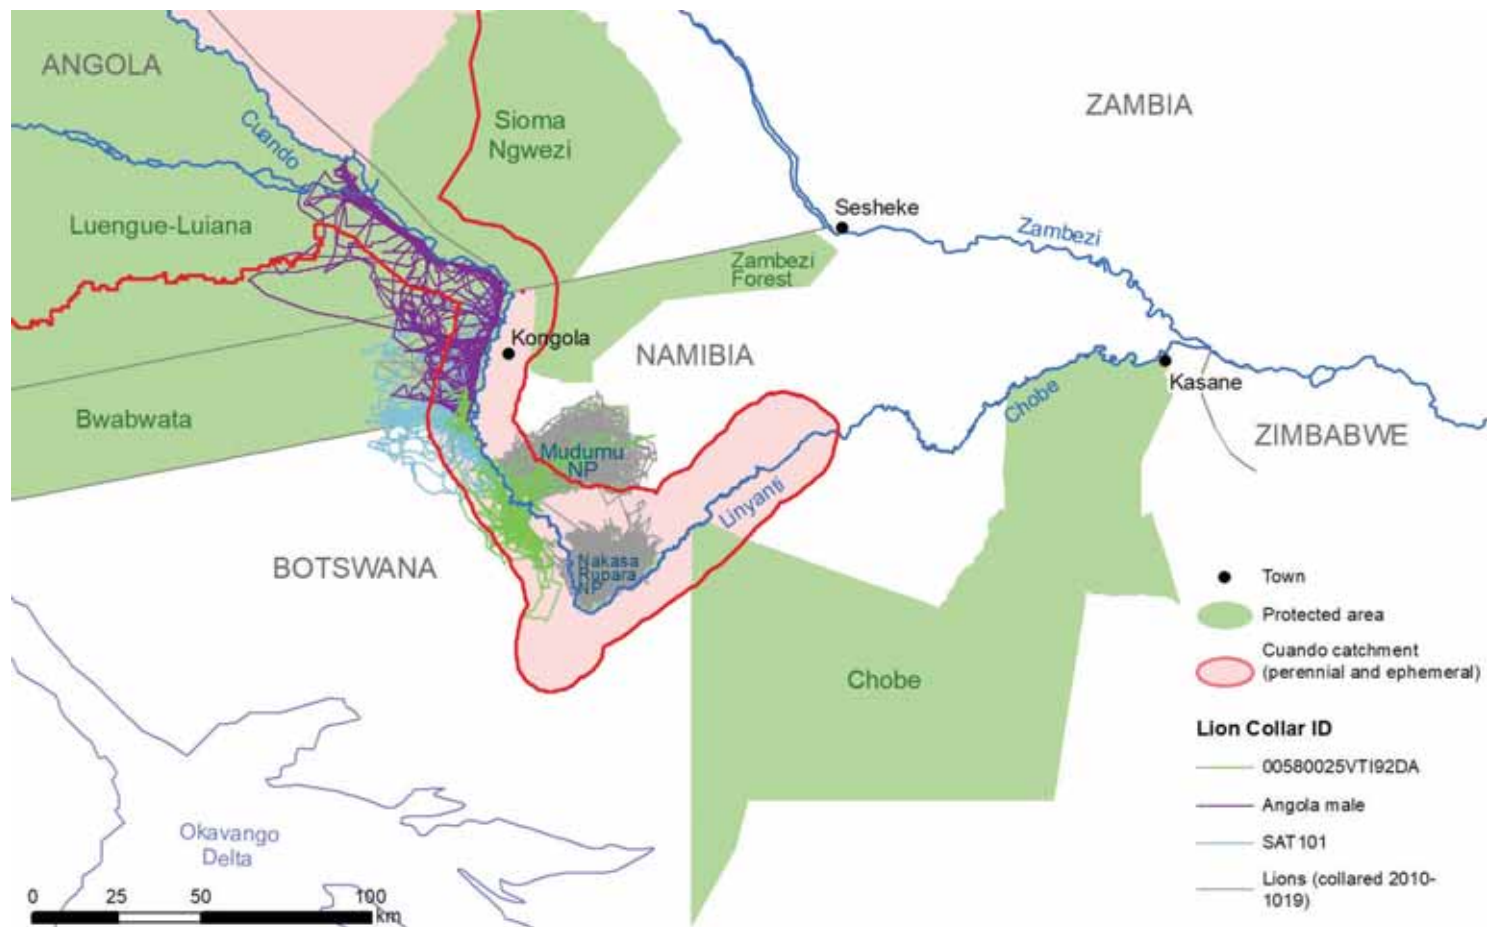 ANGOLA
Cuando
Sioma
Ngwezi
ZAMBIA
Luengue-Luiana
Sesheke
Zambezi
Zambezi
Forest
Kongola
NAMIBIA
Kasane
Chobe
Bwabwata
ZIMBABWE
Mudumu
NP
Linyanti
BOTSWANA
Nakasa
Rupara
NP
Chobe
Okavango
Delta
0 25 50 100
km
Town
Protected area
Cuando catchment
(perennial and ephemeral)
Lion Collar ID
00580025VTI92DA
Angola male
SAT101
Lions (collared 2010-
1019)